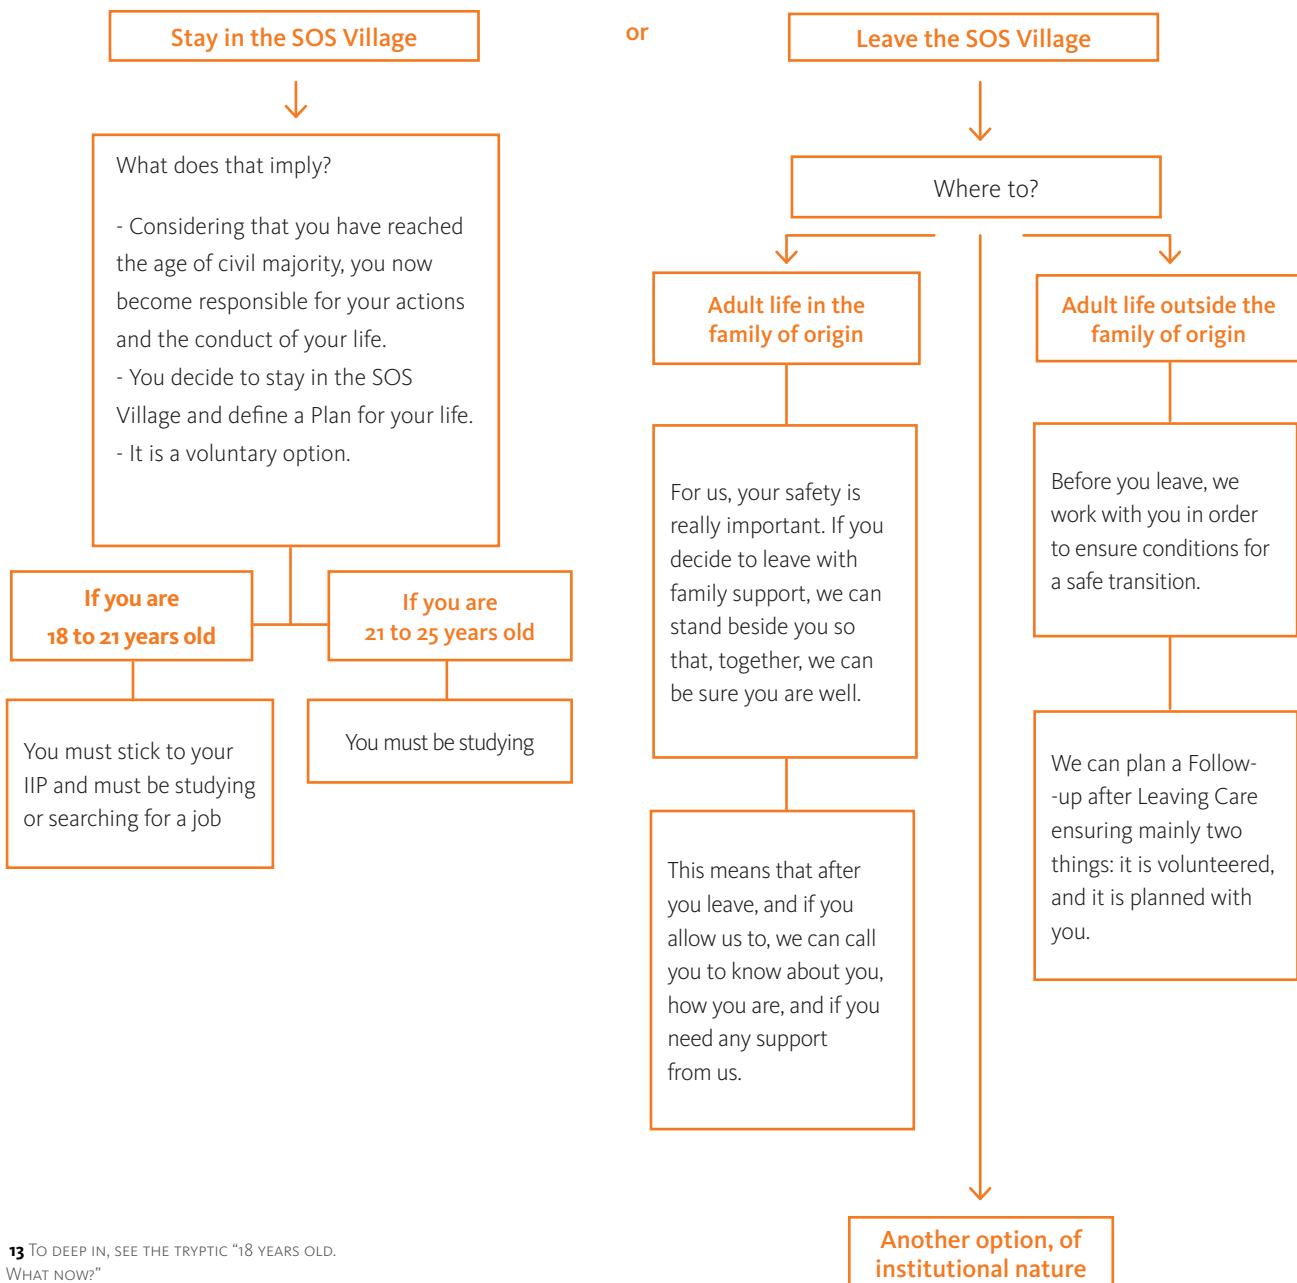 Stay in the SOS Village
or
Leave the SOS Village
What does that imply?
- Considering that you have reached
the age of civil majority, you now
become responsible for your actions
and the conduct of your life.
- You decide to stay in the SOS
Village and define a Plan for your life.
- It is a voluntary option.
If you are
18 to 21 years old
You must stick to your
IIP and must be studying
or searching for a job
If you are
21 to 25 years old
You must be studying
Where to?
Adult life in the
family of origin
For us, your safety is
really important. If you
decide to leave with
family support, we can
stand beside you so
that, together, we can
be sure you are well.
This means that after
you leave, and if you
allow us to, we can call
you to know about you,
how you are, and if you
need any support
from us.
Adult life outside the
family of origin
Before you leave, we
work with you in order
to ensure conditions for
a safe transition.
We can plan a Follow-
-up after Leaving Care
ensuring mainly two
things: it is volunteered,
and it is planned with
you.
Another option, of
institutional nature
13 To deep in, see the tryptic “18 years old.
What now?”